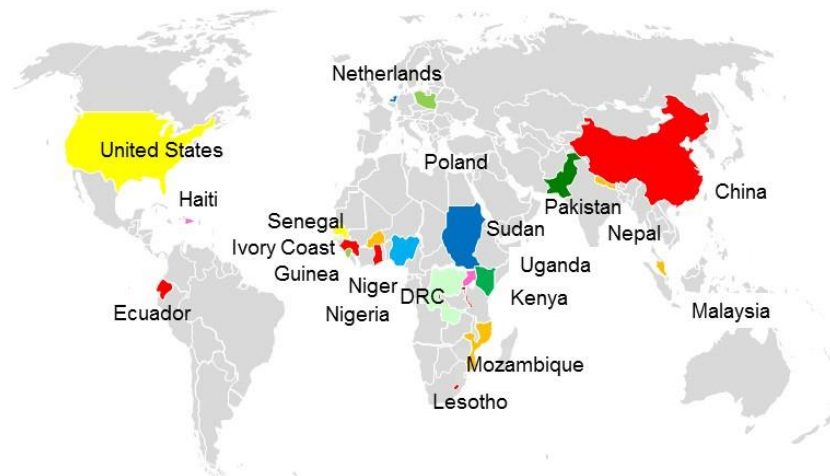 Netherlands
United States
Poland
Haiti
China
Pakistan
Senegal
Sudan
Nepal
Ivory Coast
Guinea
Uganda
Niger
DRC
Kenya
Nigeria
Ecuador
Malaysia
Mozambique
Lesotho